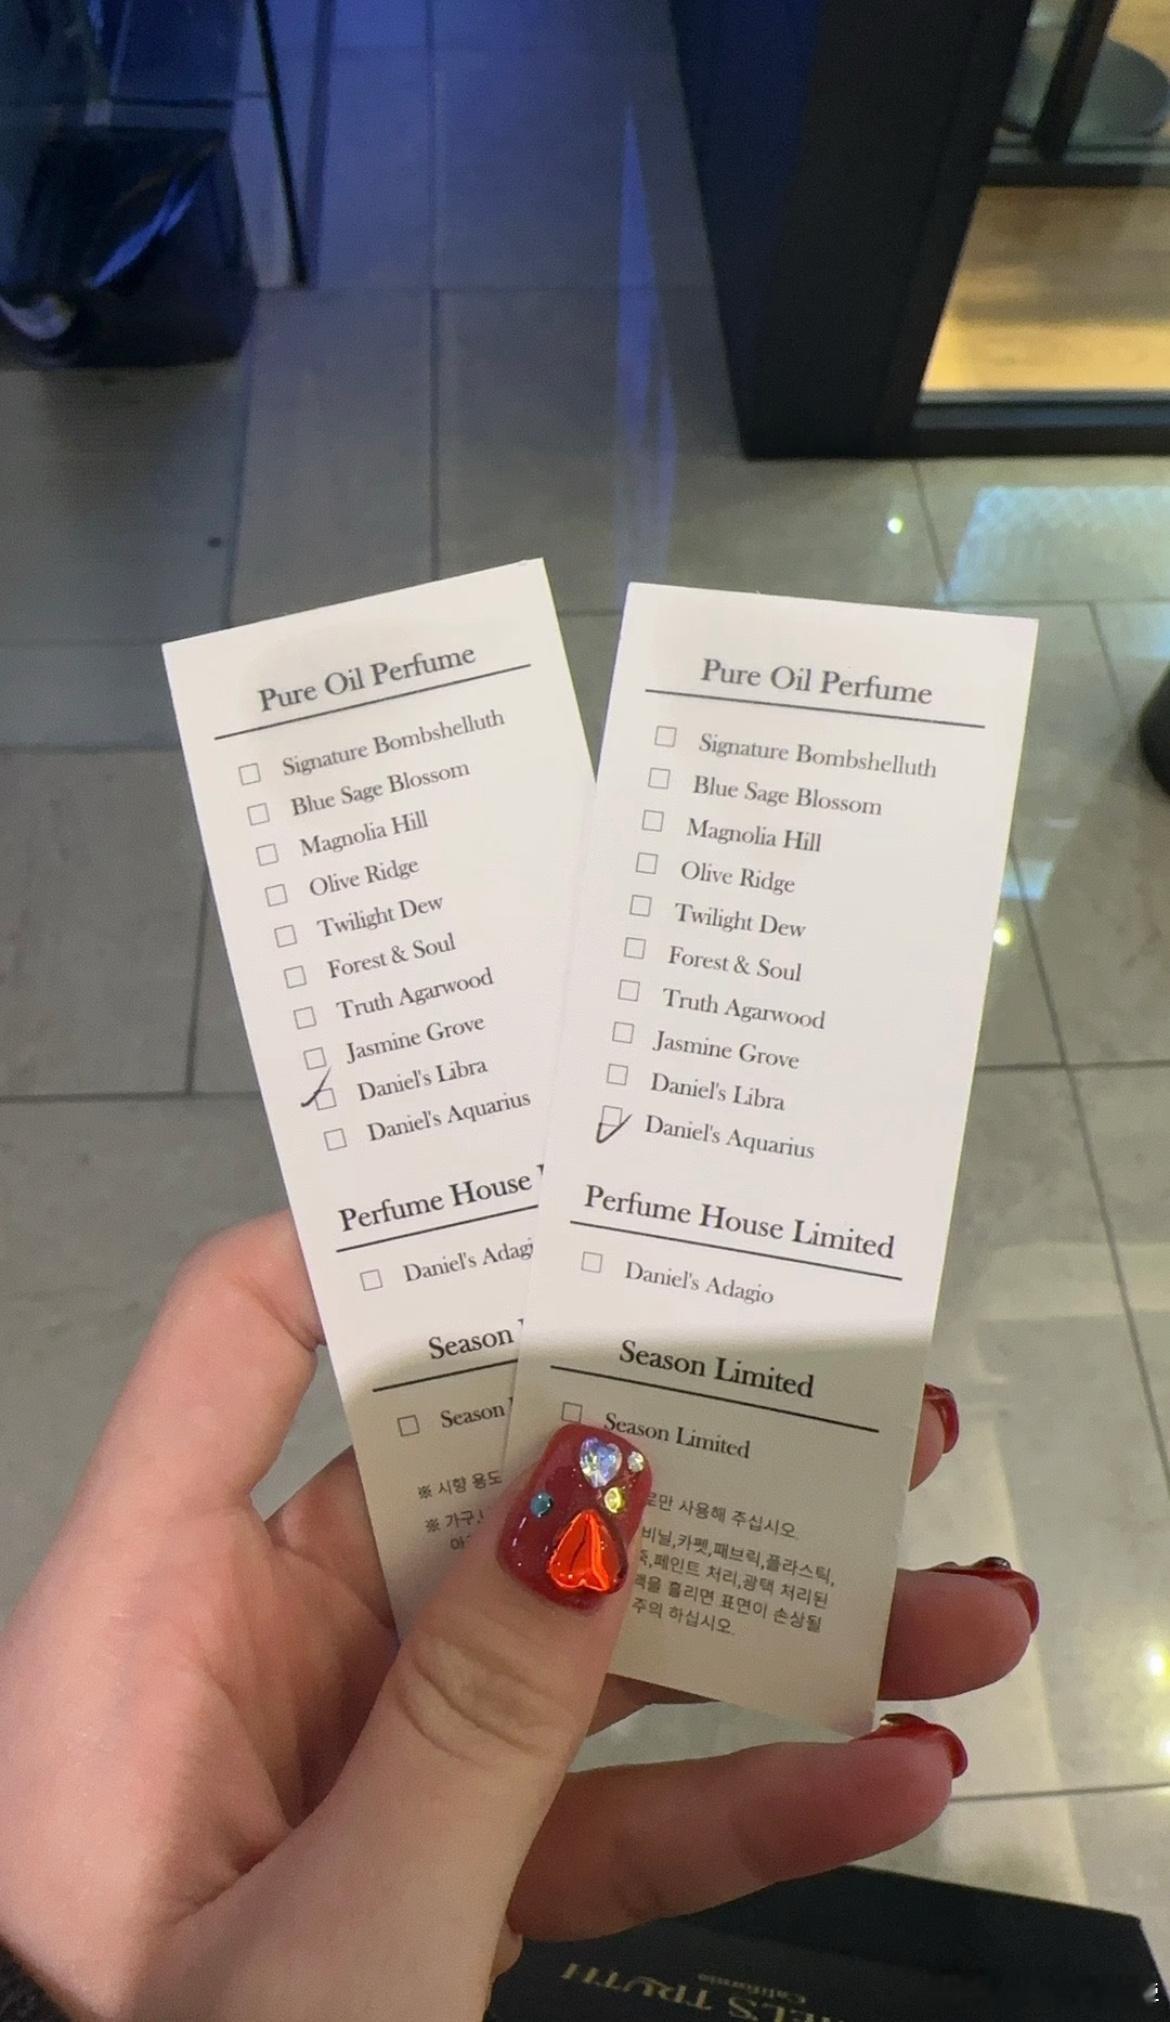 Pure Oil Perfume
☐ Signature Bombshelluth
☐ Blue Sage Blossom
☐ Magnolia Hill
☐ Olive Ridge
☐ Twilight Dew
☐ Forest & Soul
☐ Truth Agarwood
☐ Jasmine Grove
☑ Daniel's Libra
☐ Daniel's Aquarius
Perfume House
☐ Daniel's Adagi
Season
☐ Season
※ 시향 용도
※ 가구,
Pure Oil Perfume
☐ Signature Bombshelluth
☐ Blue Sage Blossom
☐ Magnolia Hill
☐ Olive Ridge
☐ Twilight Dew
☐ Forest & Soul
☐ Truth Agarwood
☐ Jasmine Grove
☐ Daniel's Libra
☑ Daniel's Aquarius
Perfume House Limited
☐ Daniel's Adagio
Season Limited
☐ Season Limited
로만 사용해 주십시오.
비닐,카펫,패브릭,플라스틱,
페인트 처리,광택 처리된
흘리면 표면이 손상될
주의 하십시오.
EL'S TRUTH
California